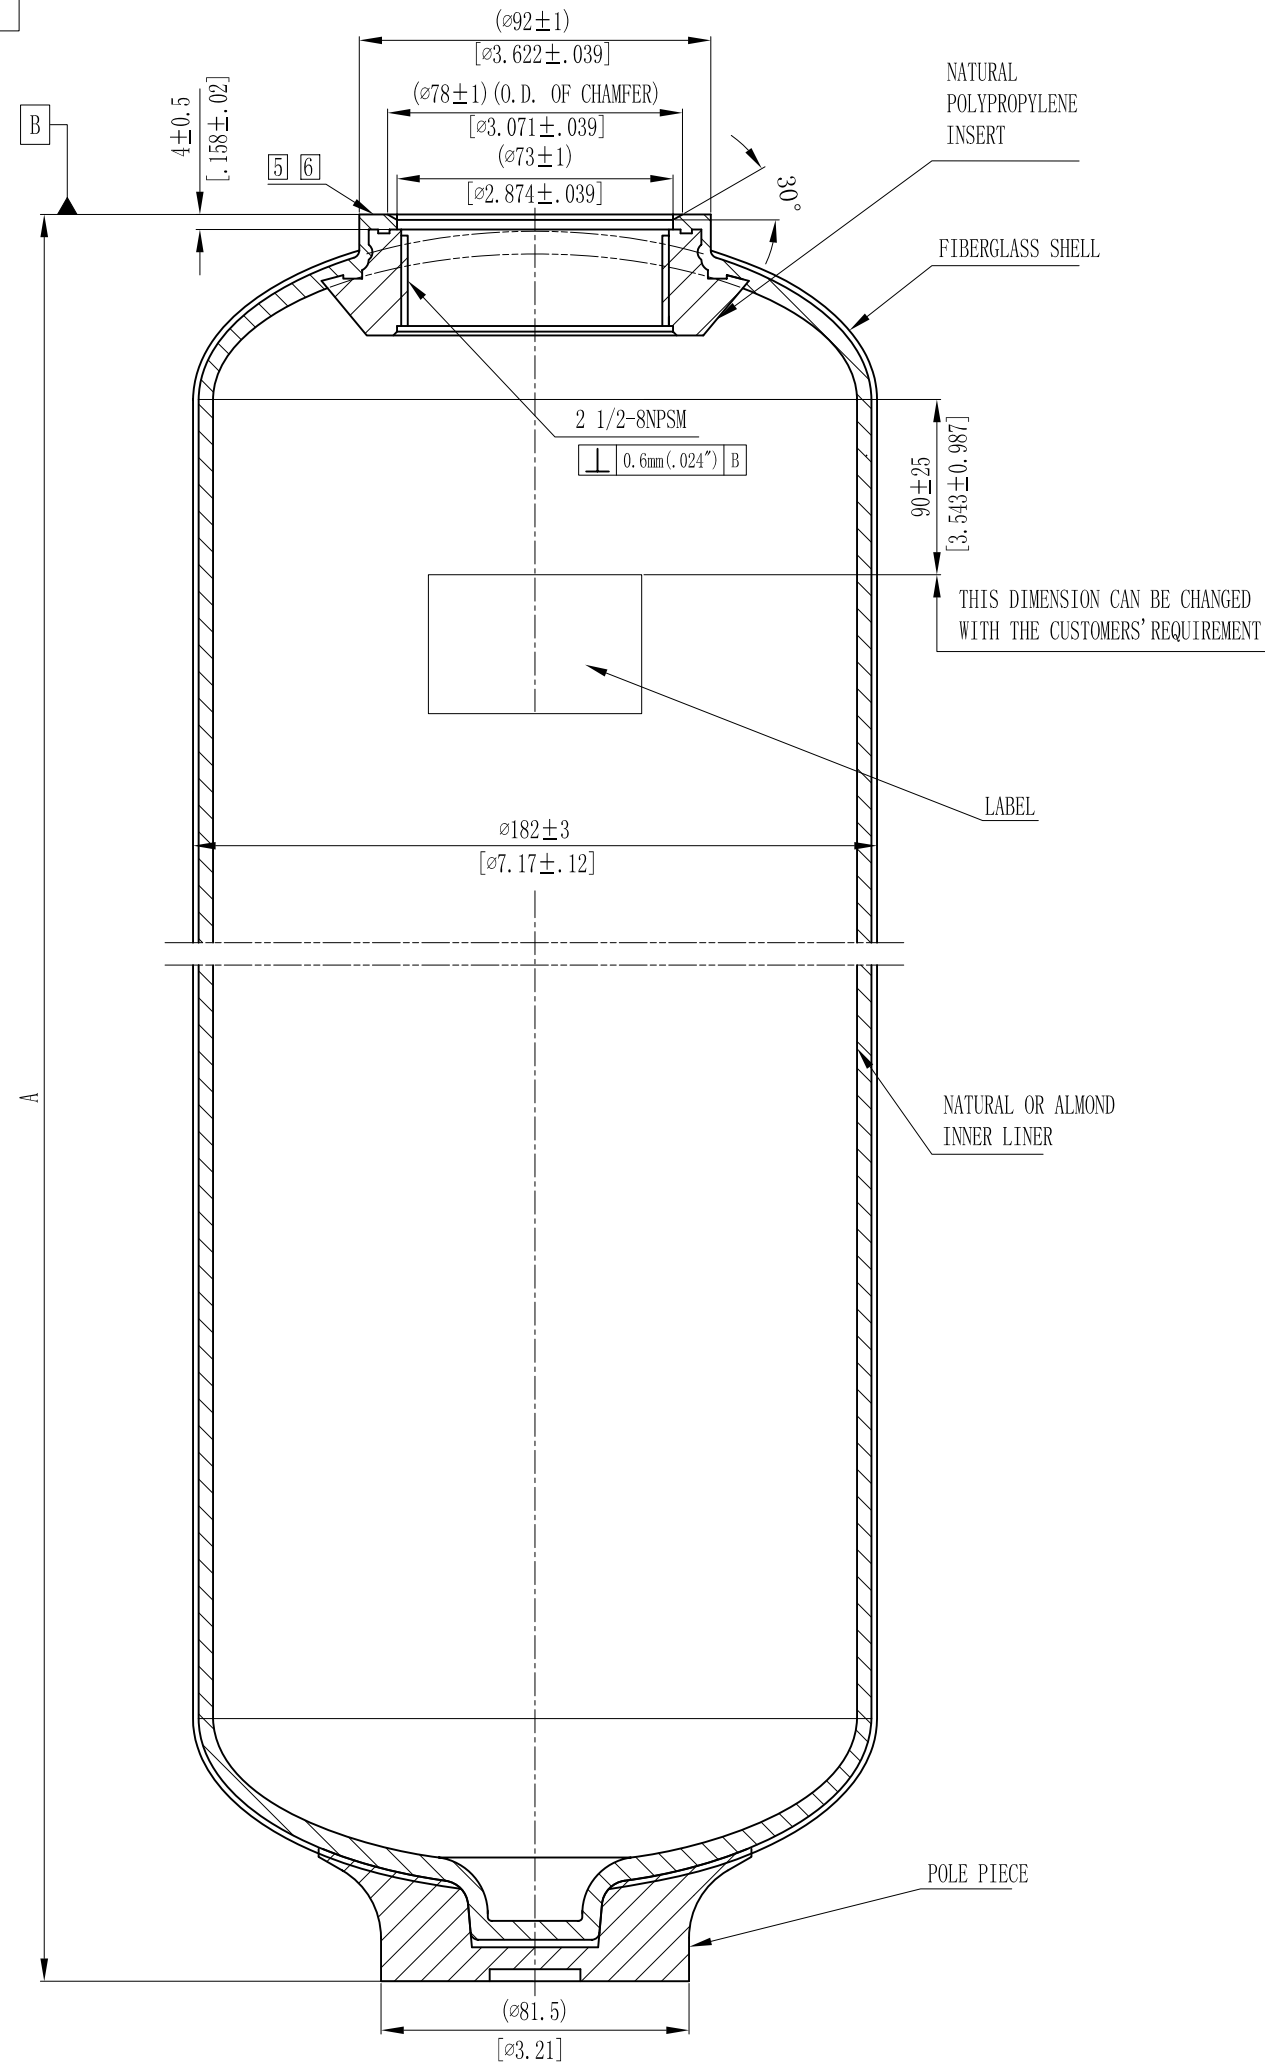 (⌀92±1)
[⌀3.622±.039]
(⌀78±1)(O.D. OF CHAMFER)
[⌀3.071±.039]
(⌀73±1)
[⌀2.874±.039]
4±0.5
[.158±.02]
B
5 6
30°
NATURAL
POLYPROPYLENE
INSERT
FIBERGLASS SHELL
2 1/2-8NPSM
⊥ 0.6mm(.024″) B
90±25
[3.543±0.987]
THIS DIMENSION CAN BE CHANGED
WITH THE CUSTOMERS'REQUIREMENT
LABEL
⌀182±3
[⌀7.17±.12]
A
NATURAL OR ALMOND
INNER LINER
POLE PIECE
(⌀81.5)
[⌀3.21]